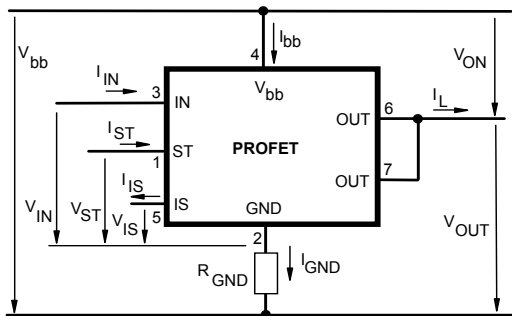 Vbb
Ibb
4
VON
IIN
3
IN
Vbb
6
OUT
IL
IST
1
ST
PROFET
IIS
7
OUT
VIN
VST
VIS
5
IS
GND
VOUT
2
RGND
IGND